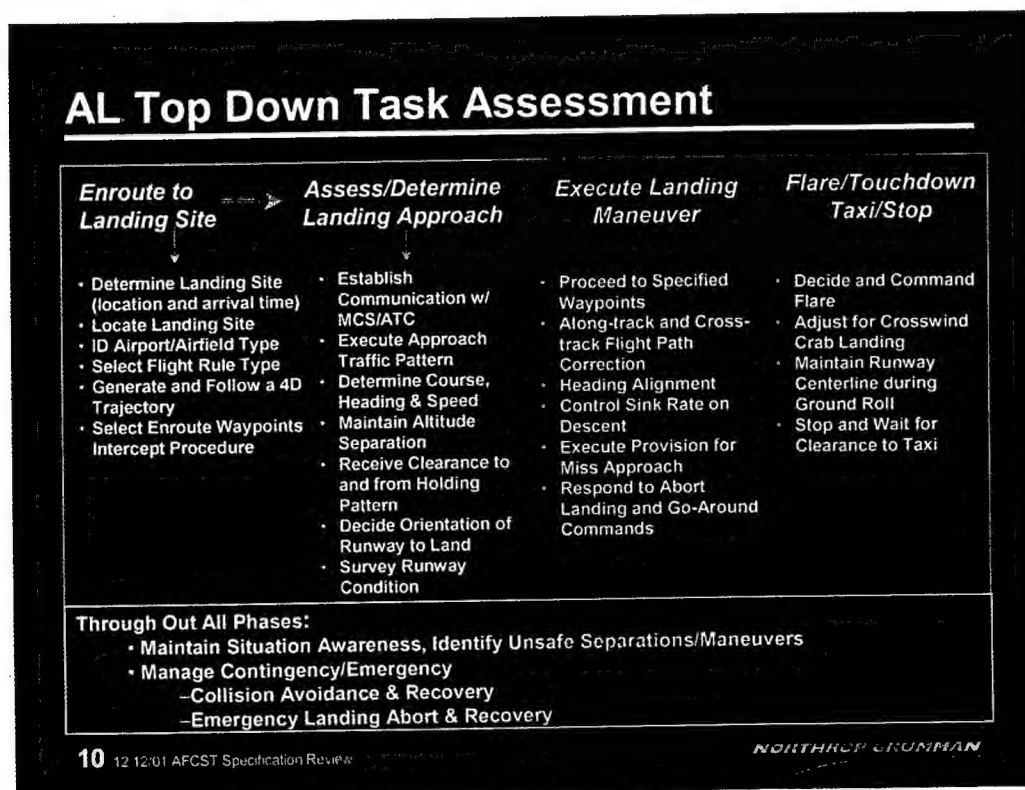 AL Top Down Task Assessment
Enroute to
Landing Site
• Determine Landing Site
(location and arrival time)
• Locate Landing Site
• ID Airport/Airfield Type
• Select Flight Rule Type
• Generate and Follow a 4D
Trajectory
• Select Enroute Waypoints
Intercept Procedure
Assess/Determine
Landing Approach
• Establish
Communication w/
MCS/ATC
• Execute Approach
Traffic Pattern
• Determine Course,
Heading & Speed
• Maintain Altitude
Separation
• Receive Clearance to
and from Holding
Pattern
• Decide Orientation of
Runway to Land
• Survey Runway
Condition
Execute Landing
Maneuver
• Proceed to Specified
Waypoints
• Along-track and Cross-
track Flight Path
Correction
• Heading Alignment
• Control Sink Rate on
Descent
• Execute Provision for
Miss Approach
• Respond to Abort
Landing and Go-Around
Commands
Flare/Touchdown
Taxi/Stop
• Decide and Command
Flare
• Adjust for Crosswind
Crab Landing
• Maintain Runway
Centerline during
Ground Roll
• Stop and Wait for
Clearance to Taxi
Through Out All Phases:
• Maintain Situation Awareness, Identify Unsafe Separations/Maneuvers
• Manage Contingency/Emergency
–Collision Avoidance & Recovery
–Emergency Landing Abort & Recovery
10 12/12/01 AFCST Specification Review
NORTHROP GRUMMAN